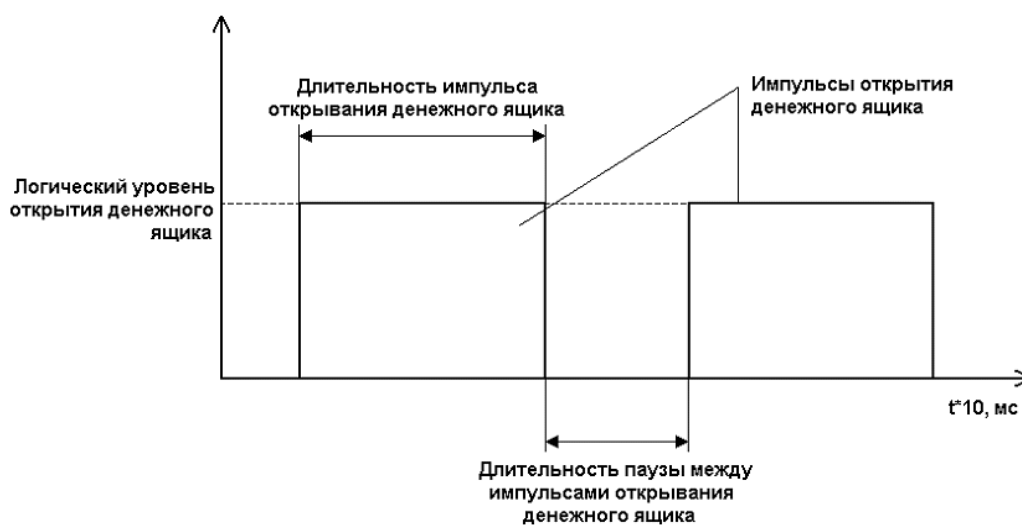 Длительность импульса
открывания денежного ящика
Импульсы открытия
денежного ящика
Логический уровень
открытия денежного
ящика
t*10, мс
Длительность паузы между
импульсами открывания
денежного ящика